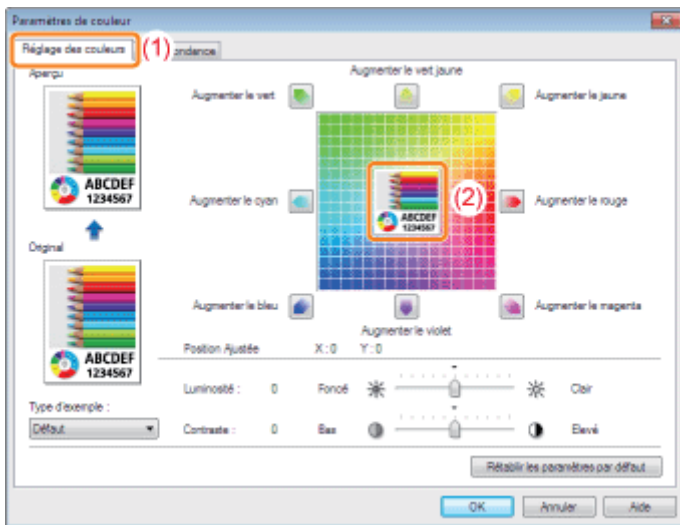 Paramètres de couleur
Réglage des couleurs (1) ondance
Aperçu
Augmenter le vert jaune
Augmenter le vert
Augmenter le jaune
ABCDEF
1234567
Augmenter le cyan
ABCDEF
1234567
(2)
Augmenter le rouge
Original
ABCDEF
1234567
Augmenter le bleu
Augmenter le magenta
Augmenter le violet
Position Ajustée X:0 Y:0
Luminosité : 0 Foncé Clair
Type d'exemple :
Défaut
Contraste : 0 Bas Elevé
Rétablir les paramètres par défaut
OK Annuler Aide